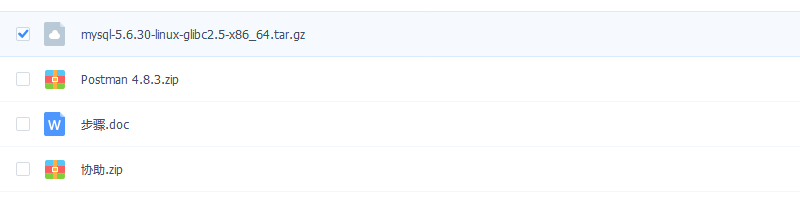 mysql-5.6.30-linux-glibc2.5-x86_64.tar.gz
Postman 4.8.3.zip
W 步骤.doc
协助.zip